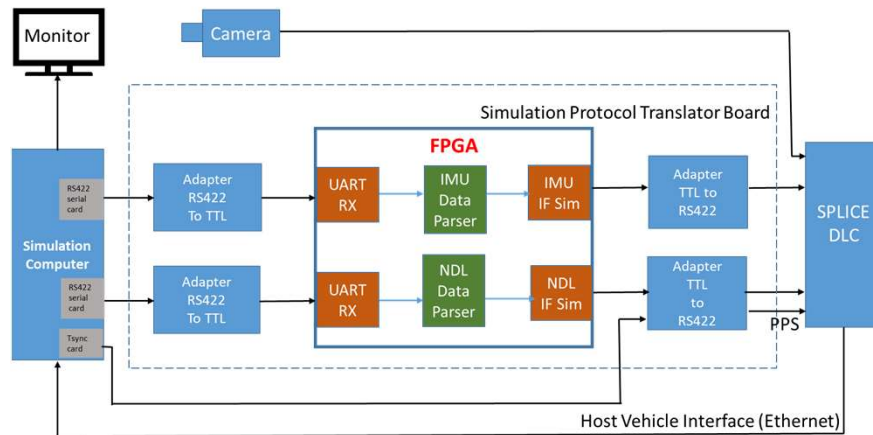 Monitor
Camera
Simulation Protocol Translator Board
FPGA
RS422
serial
card
Adapter
RS422
To TTL
UART
RX
IMU
Data
Parser
IMU
IF Sim
Adapter
TTL to
RS422
SPLICE
DLC
Simulation
Computer
RS422
serial
card
Adapter
RS422
To TTL
UART
RX
NDL
Data
Parser
NDL
IF Sim
Adapter
TTL
to
RS422
PPS
Tsync
card
Host Vehicle Interface (Ethernet)